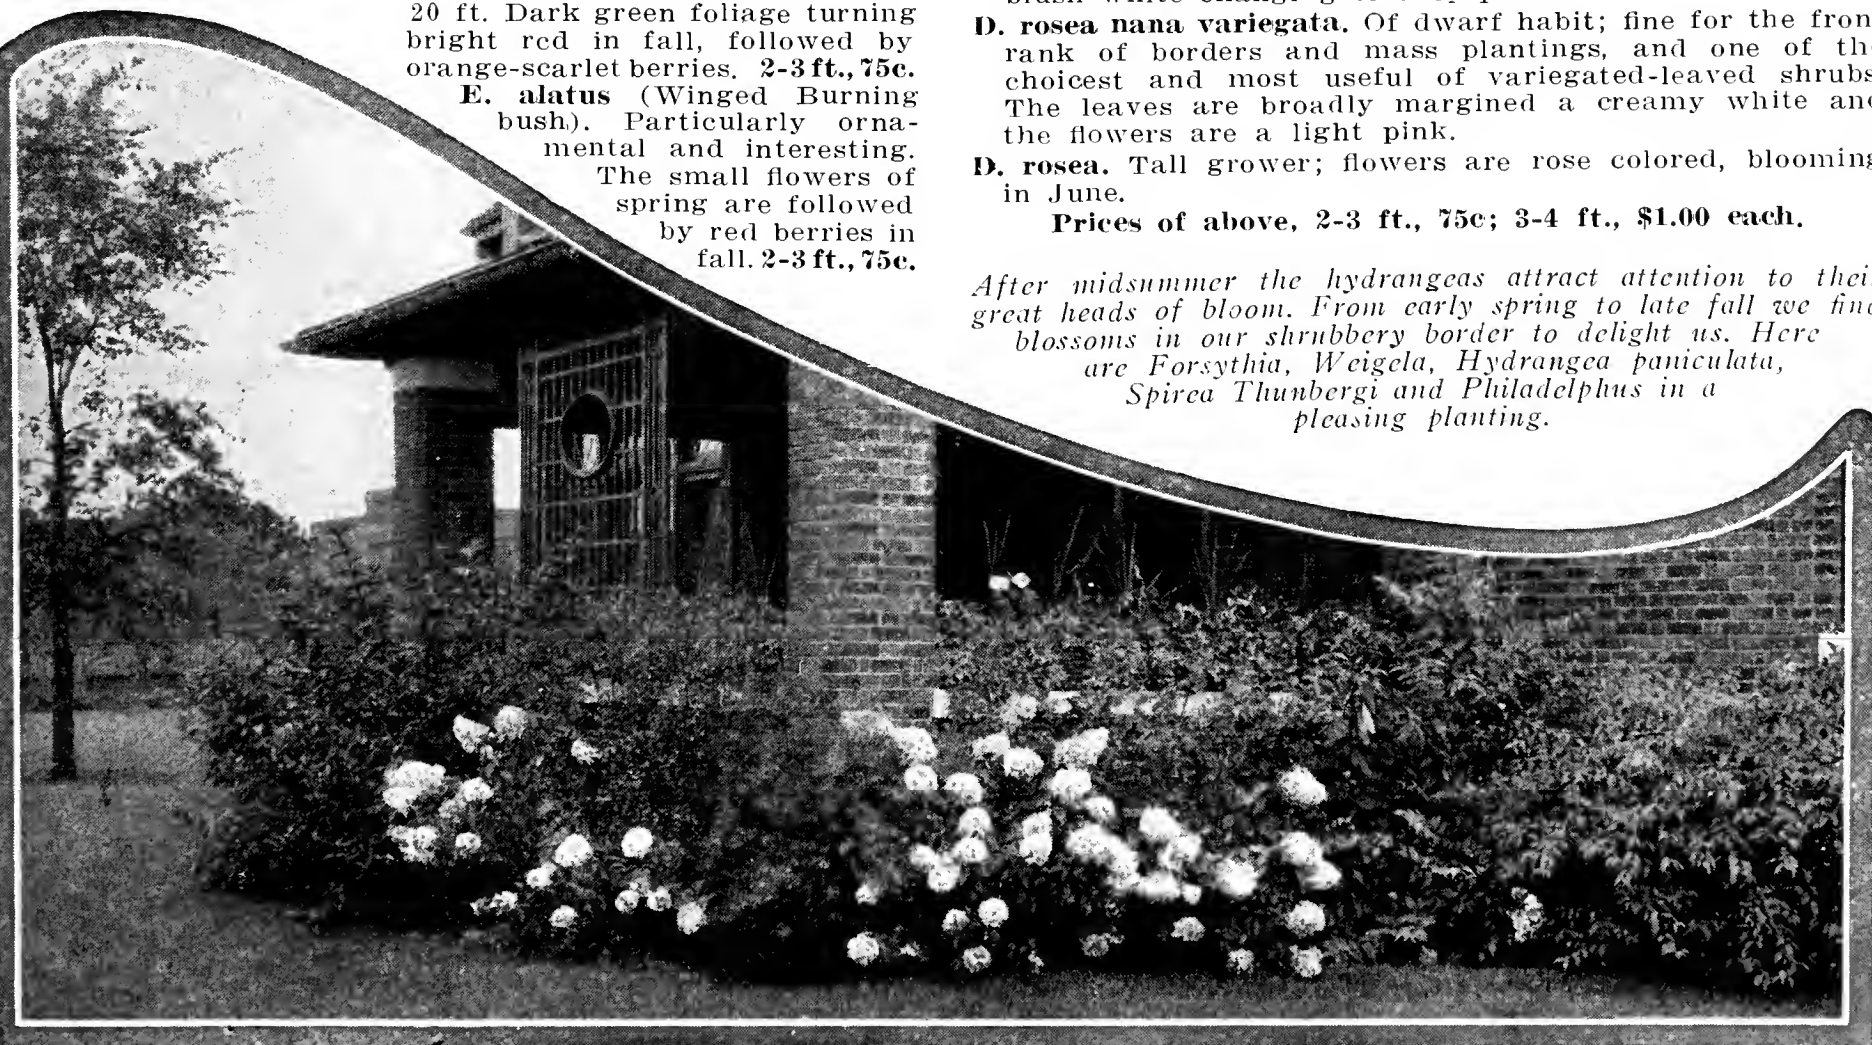 20 ft. Dark green foliage turning
bright red in fall, followed by
orange-scarlet berries. 2-3 ft., 75c.
E. alatus (Winged Burning
bush). Particularly orna-
mental and interesting.
The small flowers of
spring are followed
by red berries in
fall. 2-3 ft., 75c.
D. rosea nana variegata. Of dwarf habit; fine for the fron
rank of borders and mass plantings, and one of th
choicest and most useful of variegated-leaved shrubs
The leaves are broadly margined a creamy white and
the flowers are a light pink.
D. rosea. Tall grower; flowers are rose colored, blooming
in June.
Prices of above, 2-3 ft., 75c; 3-4 ft., $1.00 each.
After midsummer the hydrangeas attract attention to thei
great heads of bloom. From early spring to late fall we find
blossoms in our shrubbery border to delight us. Here
are Forsythia, Weigela, Hydrangea paniculata,
Spirea Thunbergi and Philadelphus in a
pleasing planting.